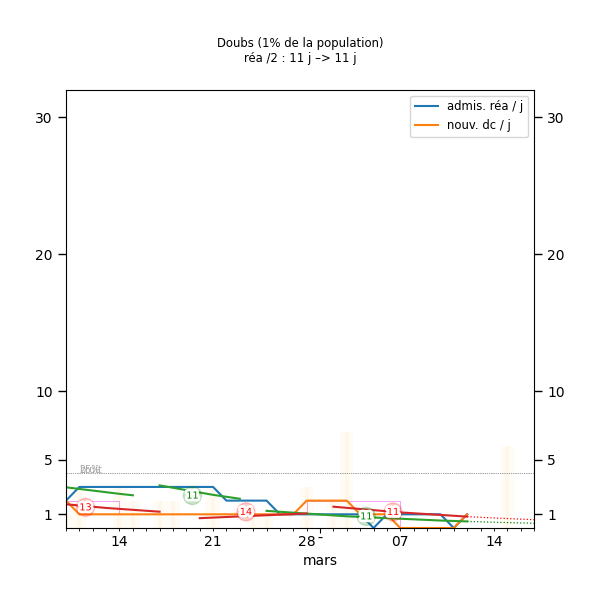 Doubs (1% de la population)
réa /2 : 11 j –> 11 j
admis. réa / j
nouv. dc / j
30 30
20 20
10 10
5 5
1 1
13 11 14 11 11
14 21 28 07 14
mars